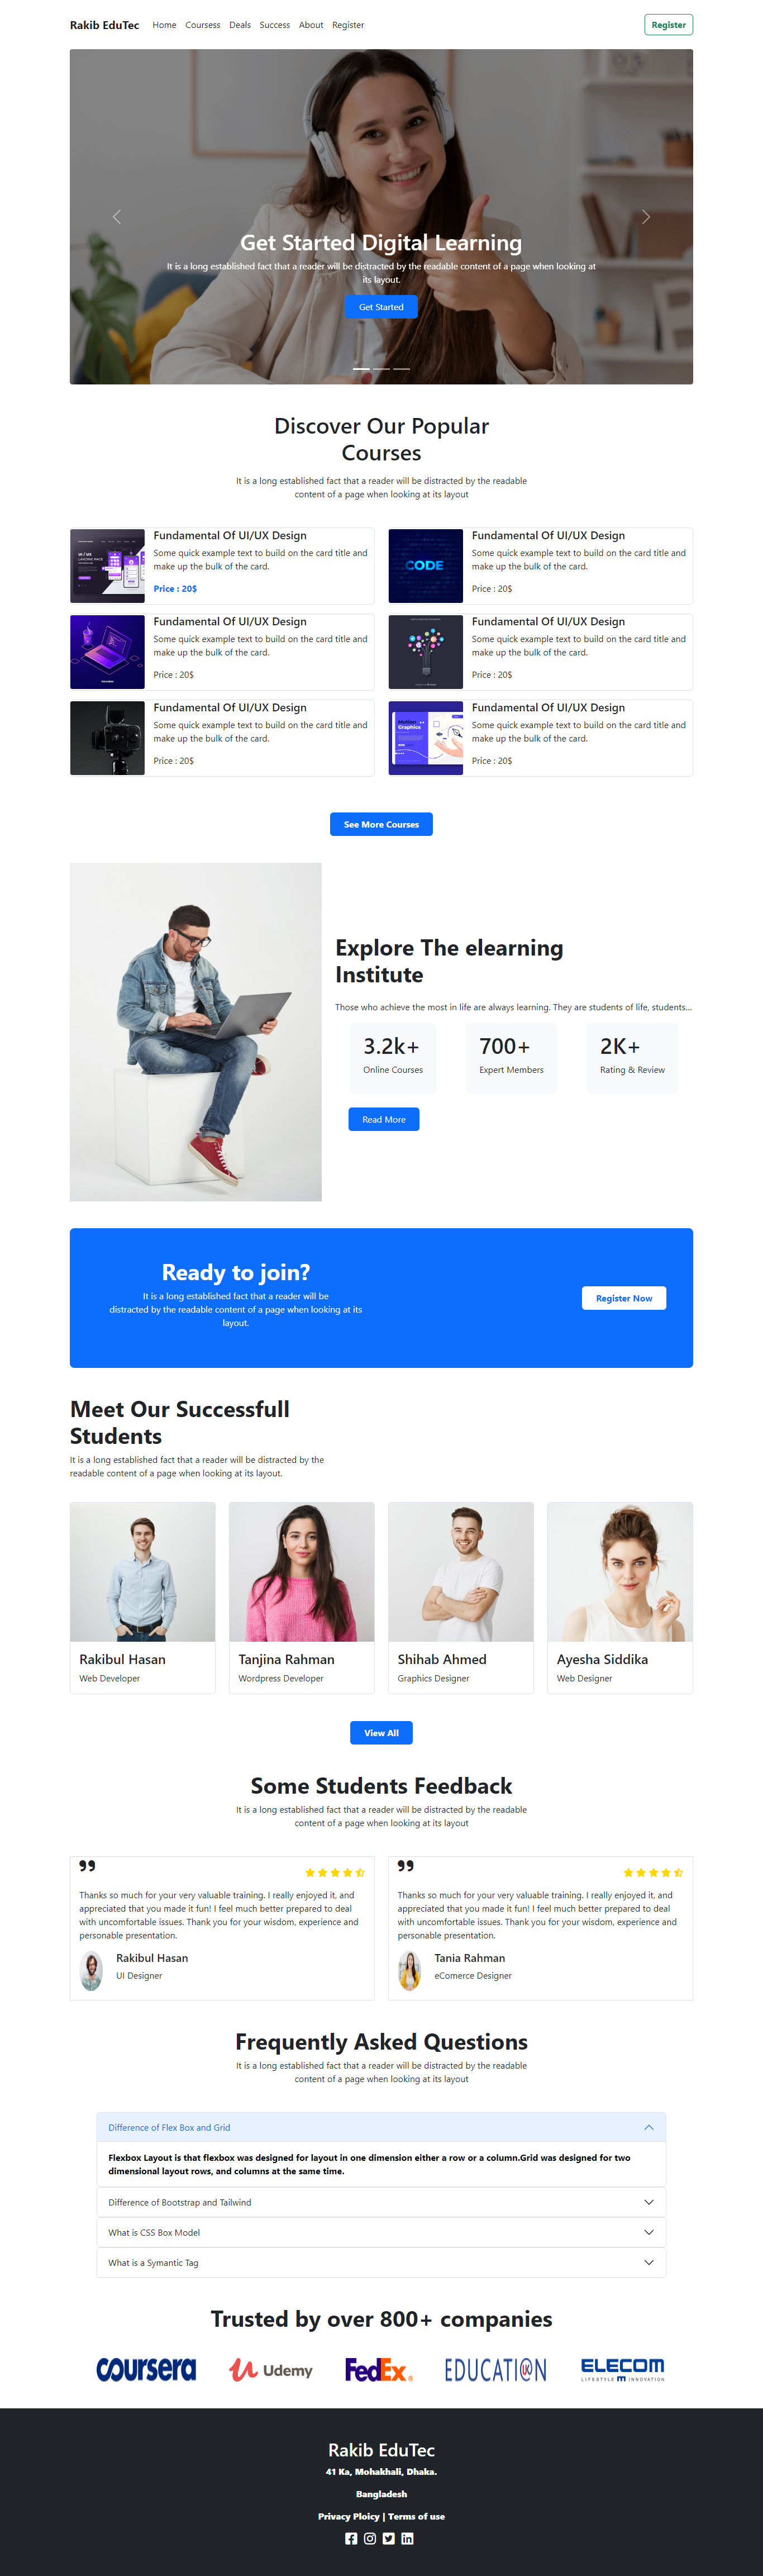 Rakib EduTec Home Coursess Deals Success About Register Register
Get Started Digital Learning
It is a long established fact that a reader will be distracted by the readable content of a page when looking at
its layout.
Get Started
Discover Our Popular
Courses
It is a long established fact that a reader will be distracted by the readable
content of a page when looking at its layout
Fundamental Of UI/UX Design
Some quick example text to build on the card title and
make up the bulk of the card.
Price : 20$
CODE
Fundamental Of UI/UX Design
Some quick example text to build on the card title and
make up the bulk of the card.
Price : 20$
Fundamental Of UI/UX Design
Some quick example text to build on the card title and
make up the bulk of the card.
Price : 20$
Fundamental Of UI/UX Design
Some quick example text to build on the card title and
make up the bulk of the card.
Price : 20$
Fundamental Of UI/UX Design
Some quick example text to build on the card title and
make up the bulk of the card.
Price : 20$
Motion
Graphics
Fundamental Of UI/UX Design
Some quick example text to build on the card title and
make up the bulk of the card.
Price : 20$
See More Courses
Explore The elearning
Institute
Those who achieve the most in life are always learning. They are students of life, students...
3.2k+
Online Courses
700+
Expert Members
2K+
Rating & Review
Read More
Ready to join?
It is a long established fact that a reader will be
distracted by the readable content of a page when looking at its
layout.
Register Now
Meet Our Successfull
Students
It is a long established fact that a reader will be distracted by the
readable content of a page when looking at its layout.
Rakibul Hasan
Web Developer
Tanjina Rahman
Wordpress Developer
Shihab Ahmed
Graphics Designer
Ayesha Siddika
Web Designer
View All
Some Students Feedback
It is a long established fact that a reader will be distracted by the readable
content of a page when looking at its layout
Thanks so much for your very valuable training. I really enjoyed it, and
appreciated that you made it fun! I feel much better prepared to deal
with uncomfortable issues. Thank you for your wisdom, experience and
personable presentation.
Rakibul Hasan
UI Designer
Thanks so much for your very valuable training. I really enjoyed it, and
appreciated that you made it fun! I feel much better prepared to deal
with uncomfortable issues. Thank you for your wisdom, experience and
personable presentation.
Tania Rahman
eComerce Designer
Frequently Asked Questions
It is a long established fact that a reader will be distracted by the readable
content of a page when looking at its layout
Difference of Flex Box and Grid
Flexbox Layout is that flexbox was designed for layout in one dimension either a row or a column.Grid was designed for two
dimensional layout rows, and columns at the same time.
Difference of Bootstrap and Tailwind
What is CSS Box Model
What is a Symantic Tag
Trusted by over 800+ companies
coursera Udemy FedEx EDUCATI@N UK ELECOM
LIFESTYLE INNOVATION
Rakib EduTec
41 Ka, Mohakhali, Dhaka.
Bangladesh
Privacy Ploicy | Terms of use